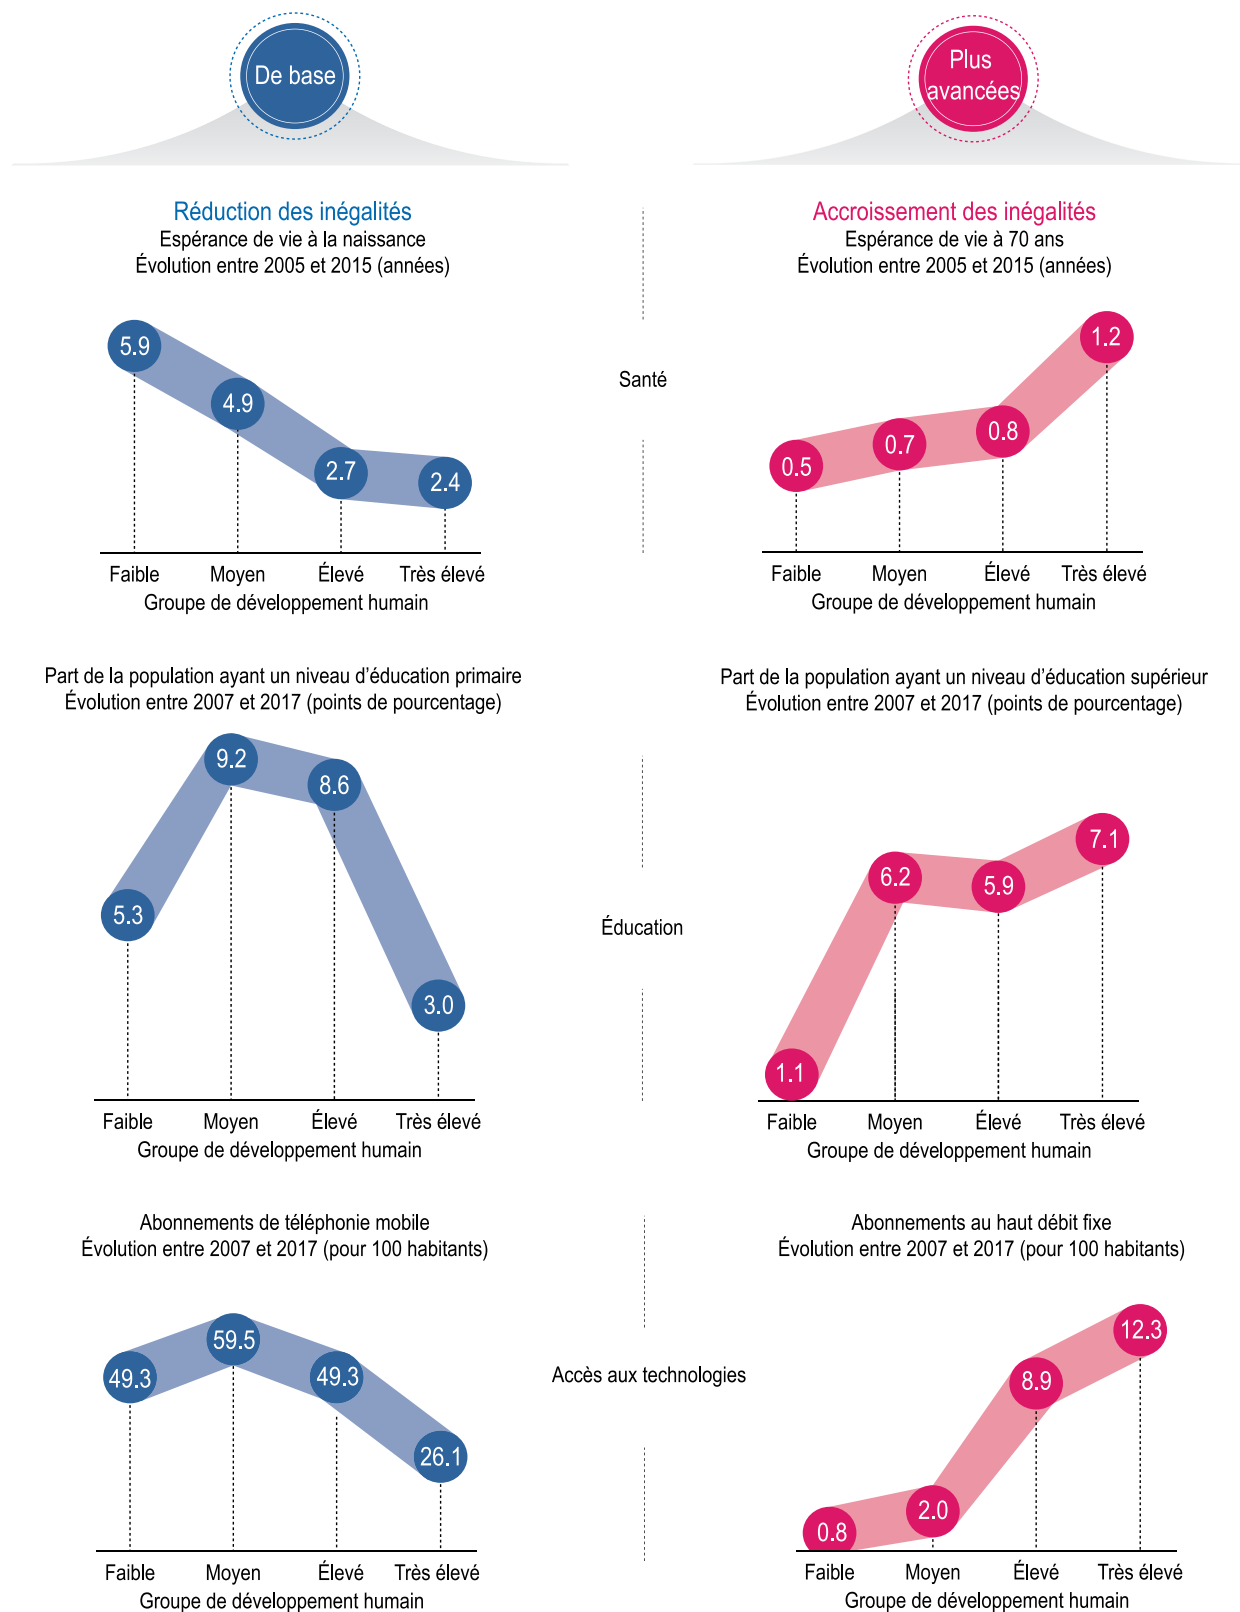 De base
Plus
avancées
Réduction des inégalités
Espérance de vie à la naissance
Évolution entre 2005 et 2015 (années)
Accroissement des inégalités
Espérance de vie à 70 ans
Évolution entre 2005 et 2015 (années)
5.9
4.9
2.7
2.4
Faible Moyen Élevé Très élevé
Groupe de développement humain
Santé
0.5
0.7
0.8
1.2
Faible Moyen Élevé Très élevé
Groupe de développement humain
Part de la population ayant un niveau d’éducation primaire
Évolution entre 2007 et 2017 (points de pourcentage)
Part de la population ayant un niveau d’éducation supérieur
Évolution entre 2007 et 2017 (points de pourcentage)
5.3
9.2
8.6
3.0
Faible Moyen Élevé Très élevé
Groupe de développement humain
Éducation
1.1
6.2
5.9
7.1
Faible Moyen Élevé Très élevé
Groupe de développement humain
Abonnements de téléphonie mobile
Évolution entre 2007 et 2017 (pour 100 habitants)
Abonnements au haut débit fixe
Évolution entre 2007 et 2017 (pour 100 habitants)
49.3
59.5
49.3
26.1
Faible Moyen Élevé Très élevé
Groupe de développement humain
Accès aux technologies
0.8
2.0
8.9
12.3
Faible Moyen Élevé Très élevé
Groupe de développement humain